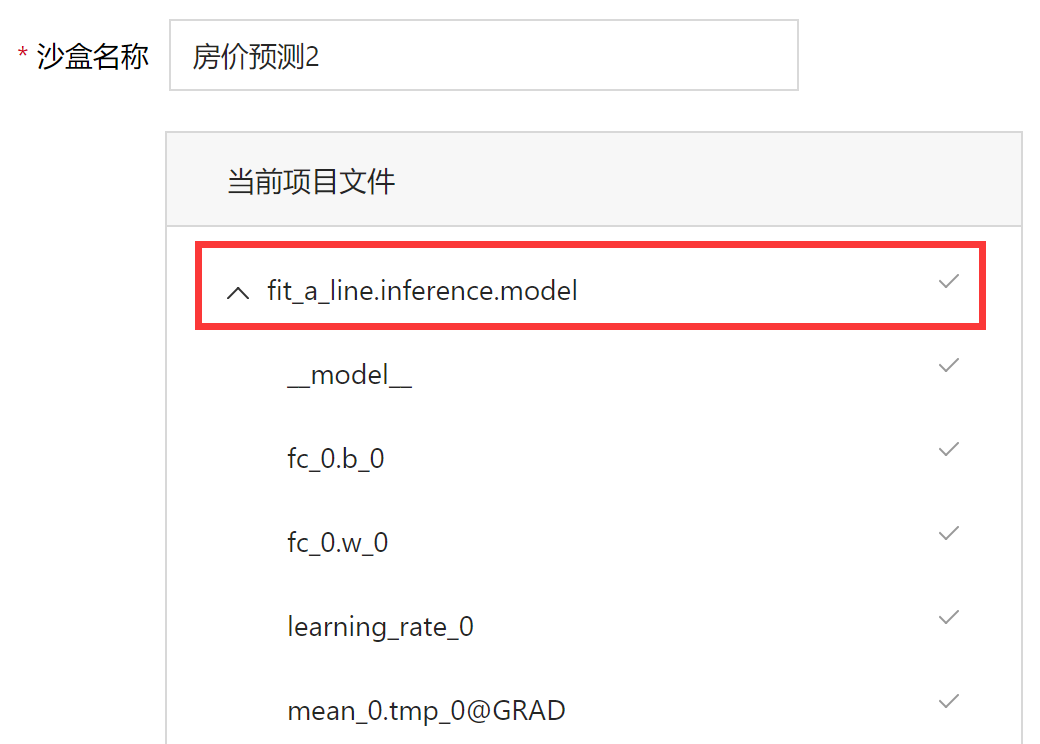 * 沙盒名称 房价预测2
当前项目文件
fit_a_line.inference.model
__model__
fc_0.b_0
fc_0.w_0
learning_rate_0
mean_0.tmp_0@GRAD